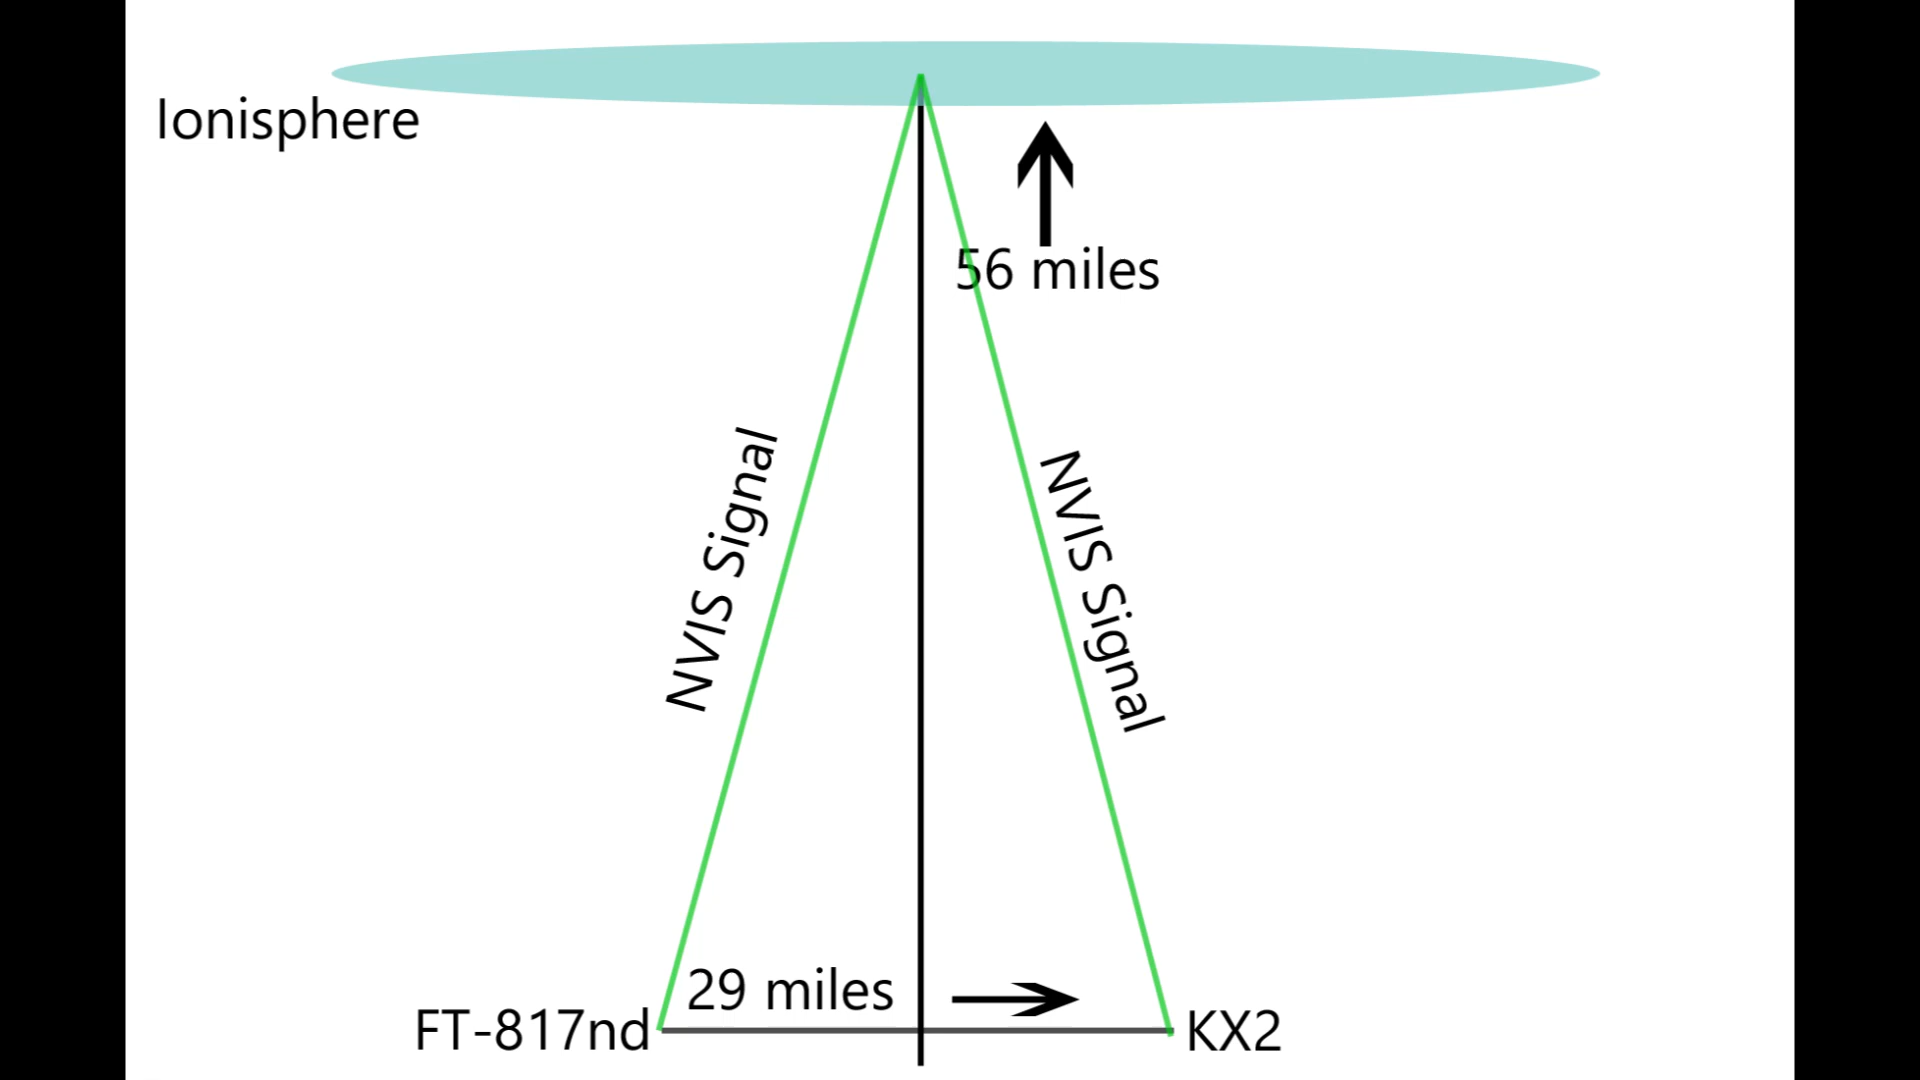 Ionisphere
56 miles
NVIS Signal
NVIS Signal
29 miles
FT-817nd
KX2